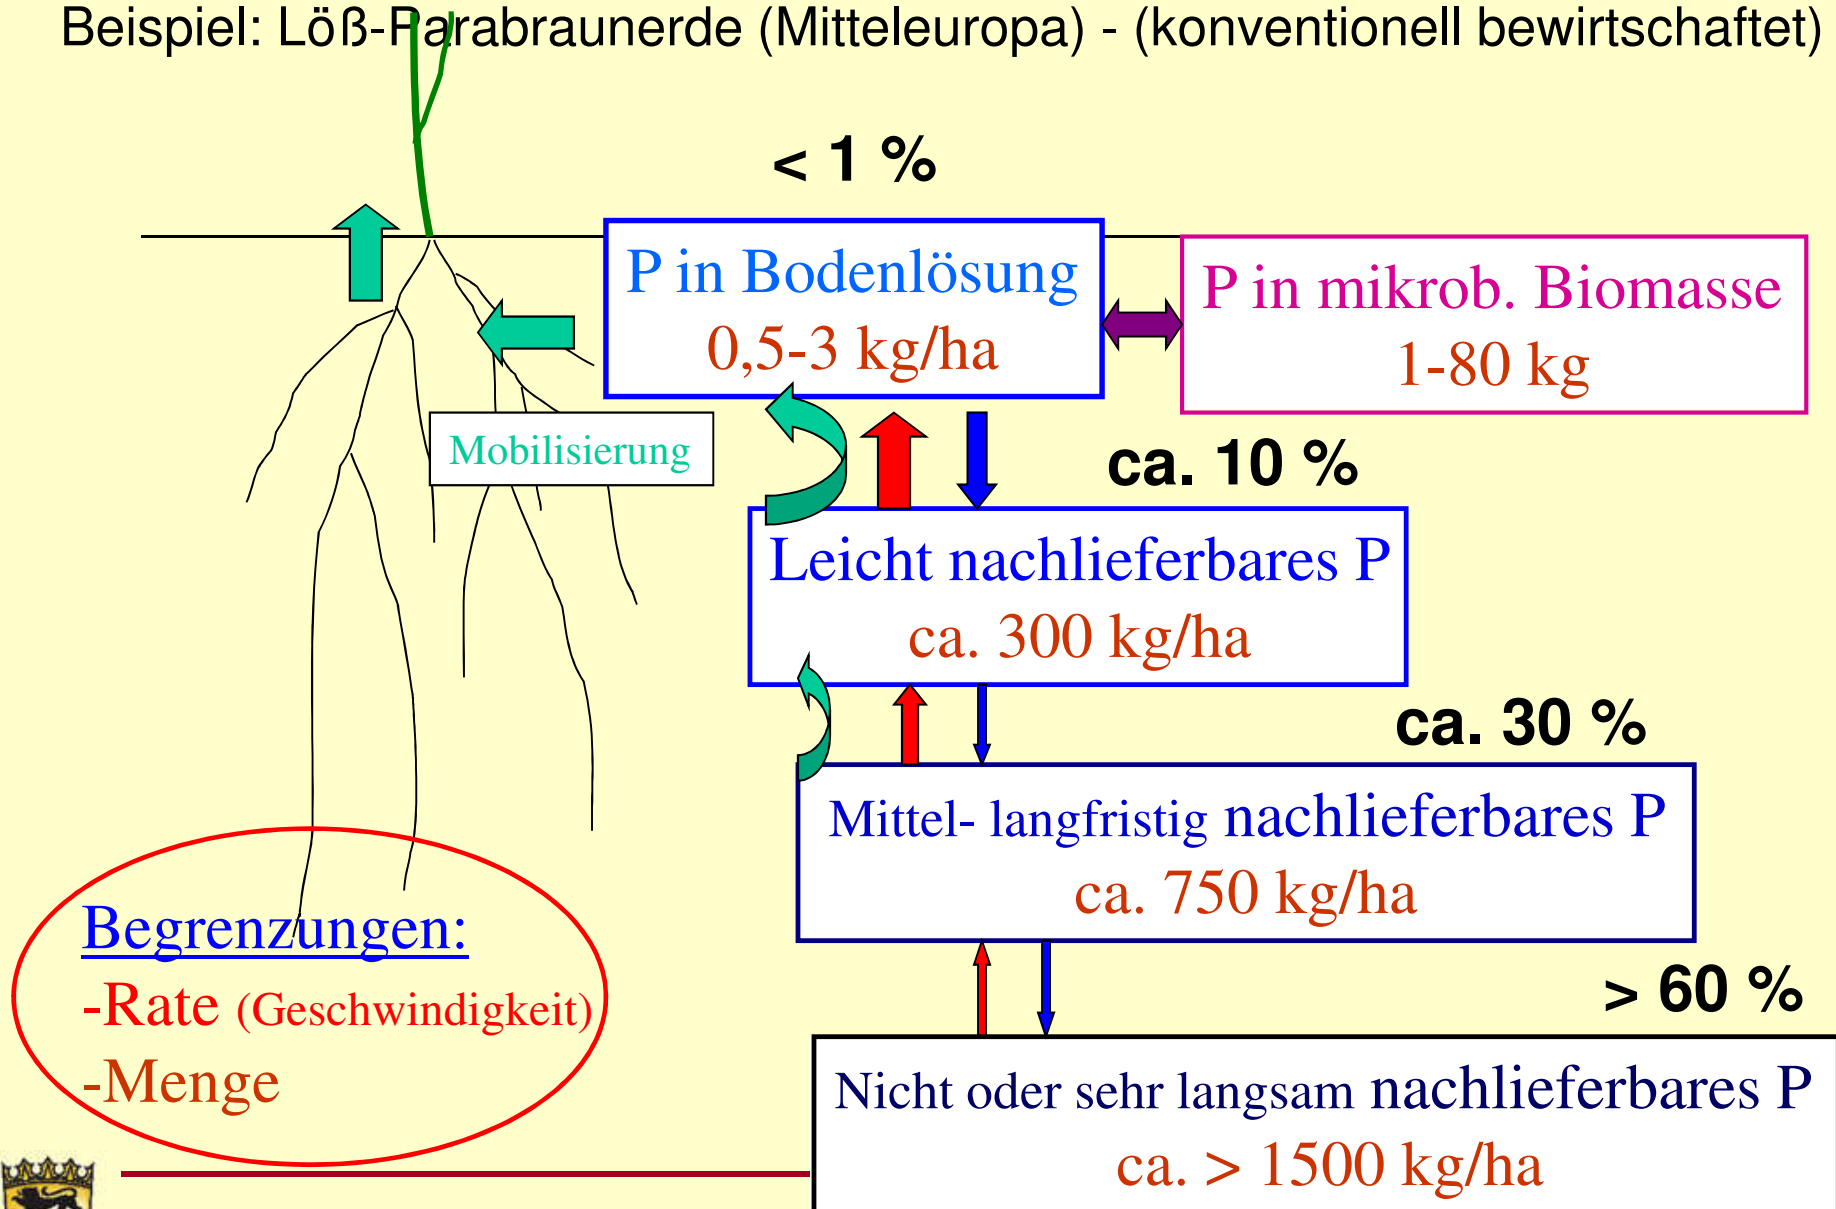 Beispiel: Löß-Parabraunerde (Mitteleuropa) - (konventionell bewirtschaftet)
< 1 %
P in Bodenlösung
0,5-3 kg/ha
P in mikrob. Biomasse
1-80 kg
Mobilisierung
ca. 10 %
Leicht nachlieferbares P
ca. 300 kg/ha
ca. 30 %
Mittel- langfristig nachlieferbares P
ca. 750 kg/ha
Begrenzungen:
-Rate (Geschwindigkeit)
-Menge
> 60 %
Nicht oder sehr langsam nachlieferbares P
ca. > 1500 kg/ha